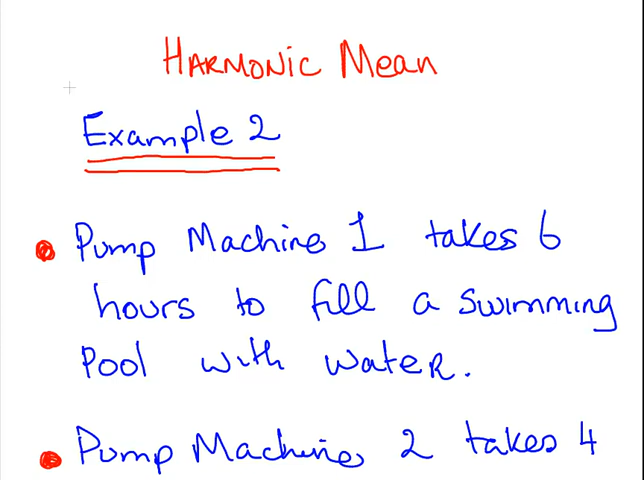 HARMONIC Mean
Example 2
Pump Machine 1 takes 6
hours to fill a swimming
Pool with water.
Pump Machine 2 takes 4